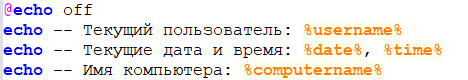 @echo off
echo -- Текущий пользователь: %username%
echo -- Текущие дата и время: %date%, %time%
echo -- Имя компьютера: %computername%